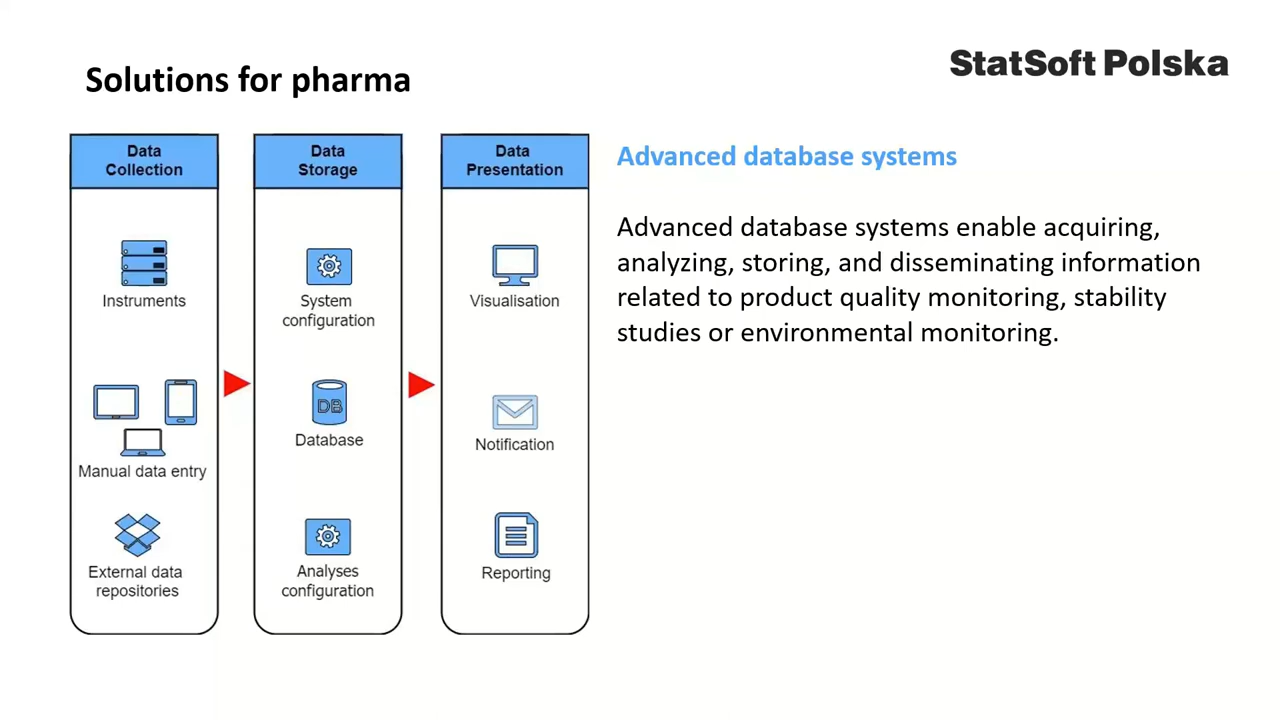 Solutions for pharma
StatSoft Polska
Data
Collection
Instruments
Manual data entry
External data
repositories
Data
Storage
System
configuration
DB
Database
Analyses
configuration
Data
Presentation
Visualisation
Notification
Reporting
Advanced database systems
Advanced database systems enable acquiring,
analyzing, storing, and disseminating information
related to product quality monitoring, stability
studies or environmental monitoring.